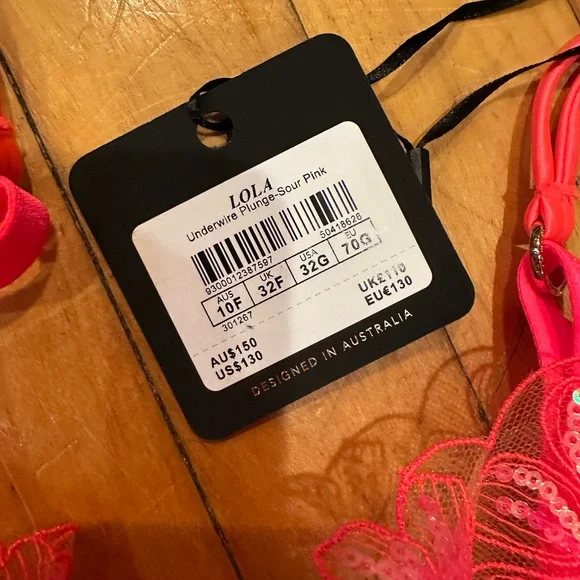 LOLA
Underwire Plunge-Sour Pink
9300012387597 S0418626
AUS UK USA EU
10F 32F 32G 70G
301267
AU$150 UK£110
US$130 EU€130
DESIGNED IN AUSTRALIA